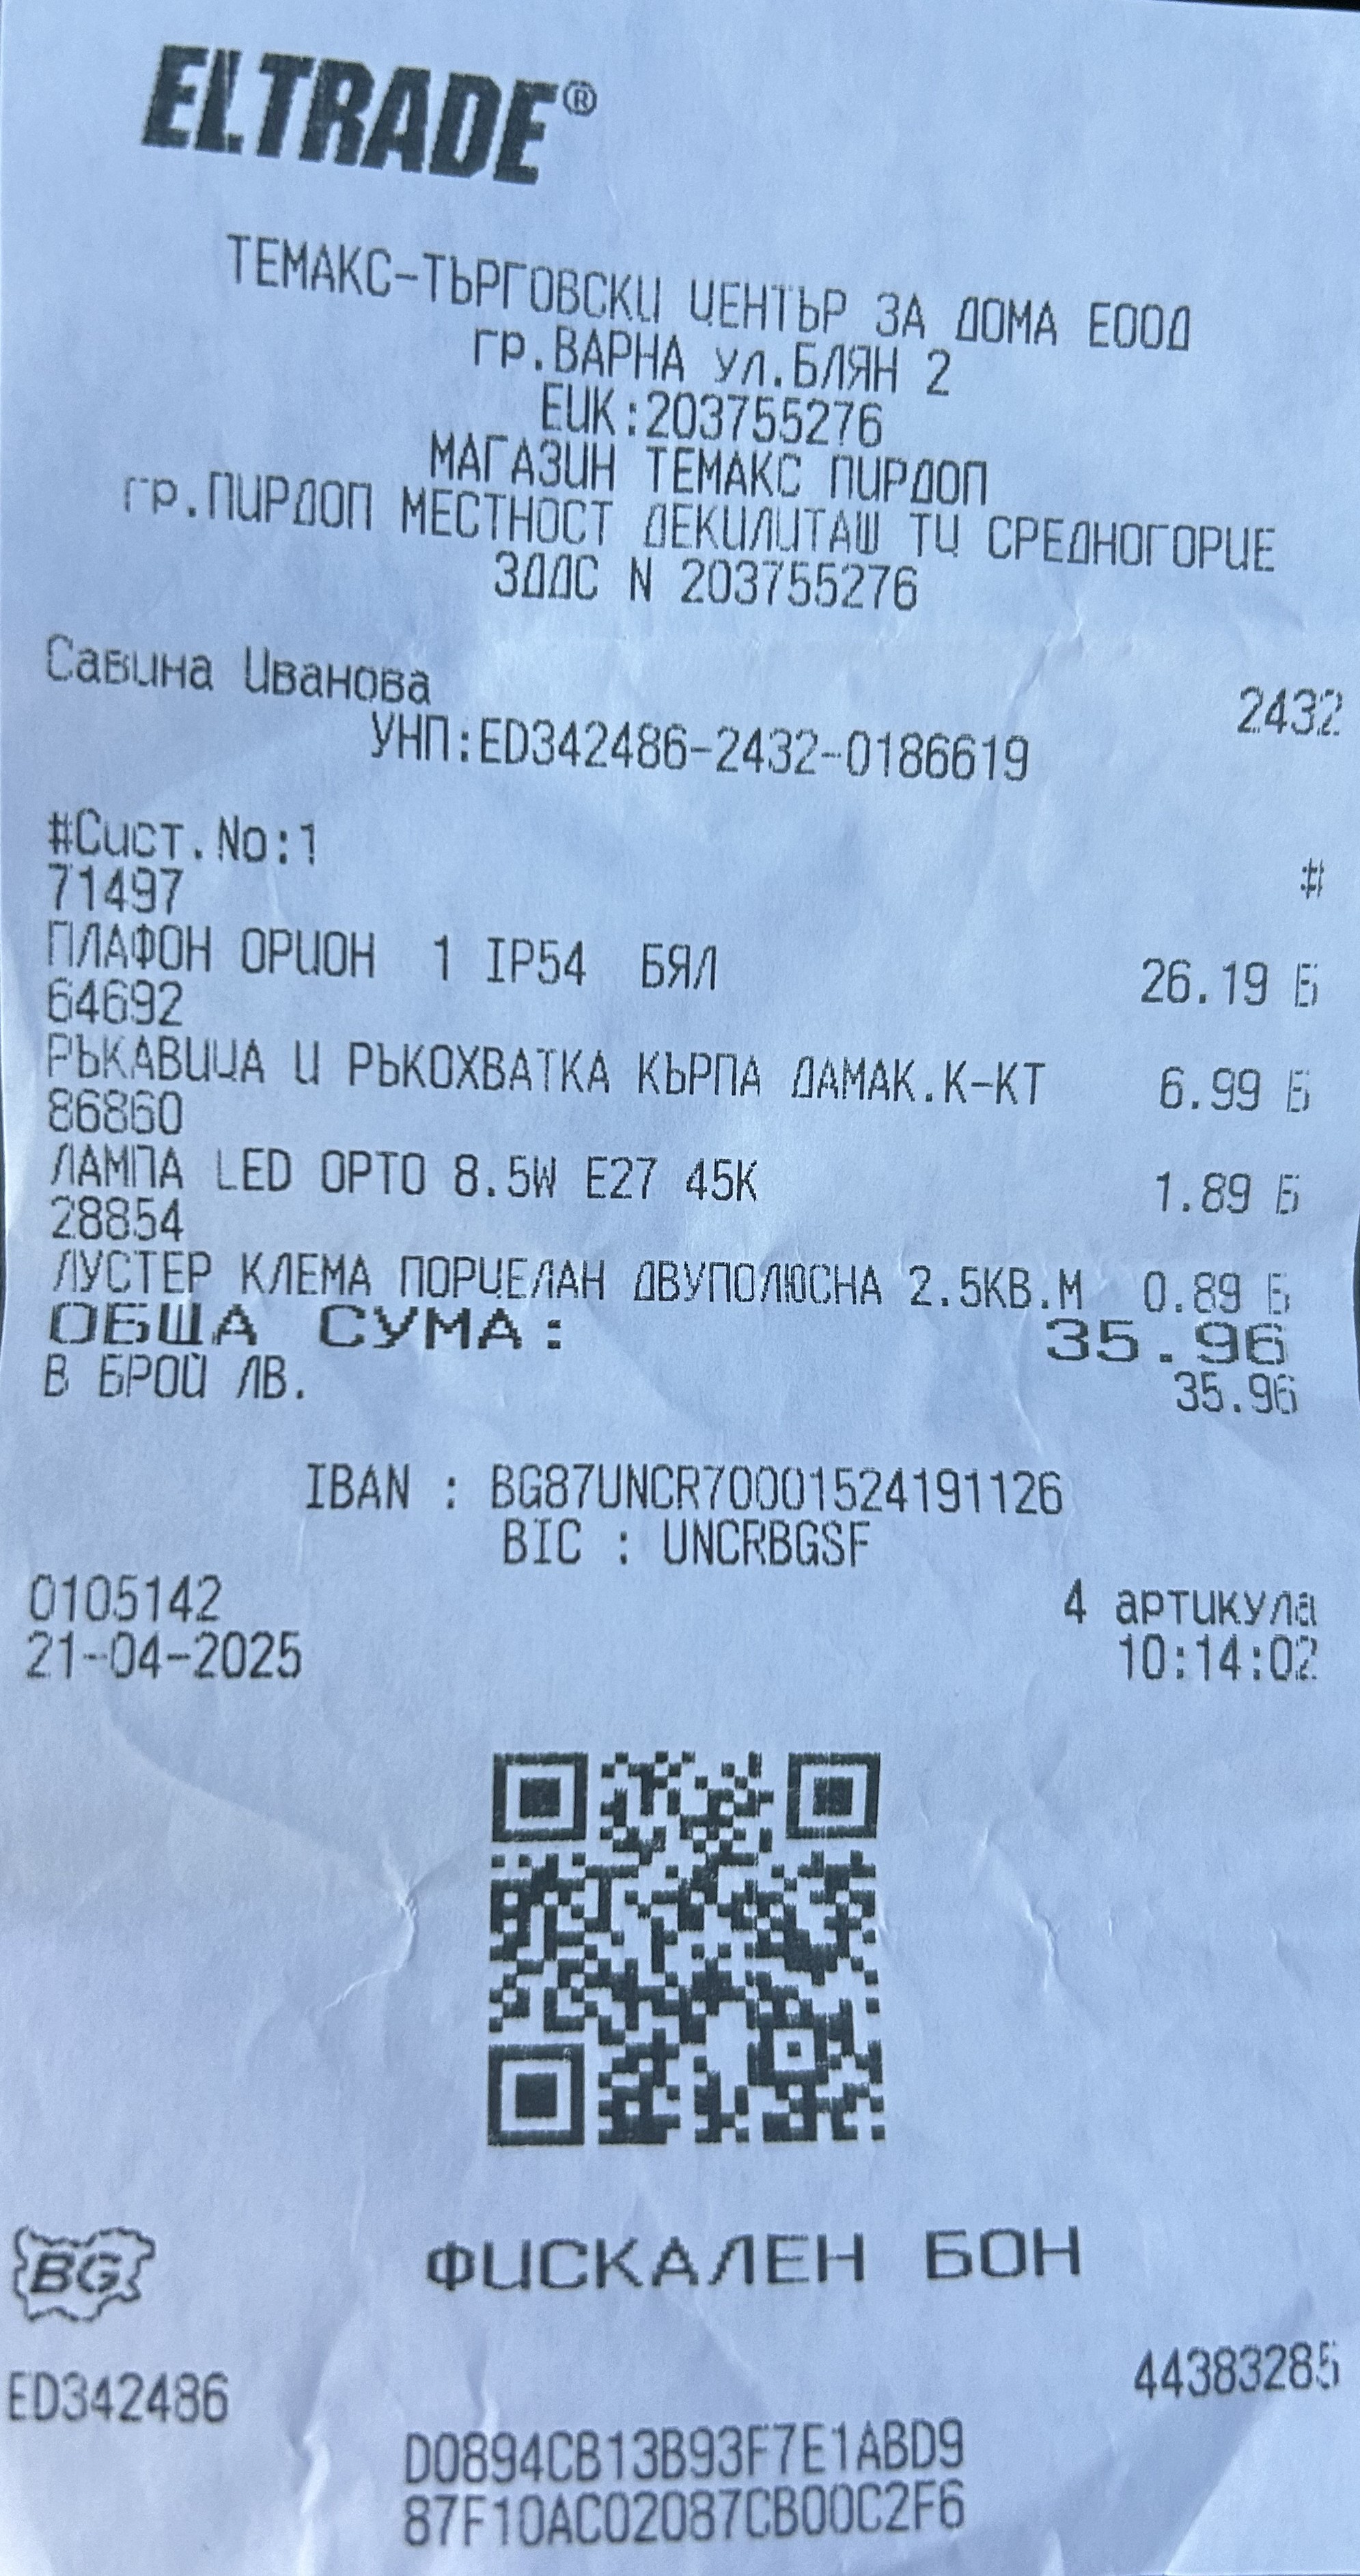 ELTRADE®
ТЕМАКС-ТЪРГОВСКИ ЦЕНТЪР ЗА ДОМА ЕООД
гр.ВАРНА ул.БЛЯН 2
ЕИК:203755276
МАГАЗИН ТЕМАКС ПИРДОП
гр.ПИРДОП МЕСТНОСТ ДЕКИЛИТАШ ТЦ СРЕДНОГОРИЕ
ЗДДС N 203755276
Савина Иванова 2432
УНП:ED342486-2432-0186619
#Сист.No:1 #
71497
ПЛАФОН ОРИОН 1 IP54 БЯЛ 26.19 Б
64692
РЪКАВИЦА И РЪКОХВАТКА КЪРПА ДАМАК.К-КТ 6.99 Б
86860
ЛАМПА LED OPTO 8.5W E27 45K 1.89 Б
28854
ЛУСТЕР КЛЕМА ПОРЦЕЛАН ДВУПОЛЮСНА 2.5КВ.М 0.89 Б
ОБЩА СУМА: 35.96
В БРОЙ ЛВ. 35.96
IBAN : BG87UNCR70001524191126
BIC : UNCRBGSF
0105142 4 артикула
21-04-2025 10:14:02
BG ФИСКАЛЕН БОН
ED342486 44383285
D0894CB13B93F7E1ABD9
87F10AC02087CB00C2F6